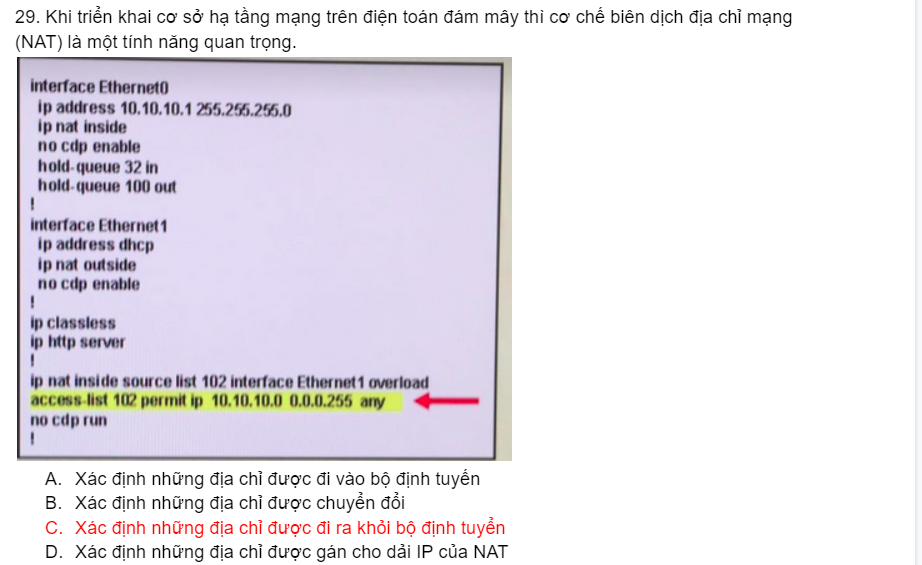 29. Khi triển khai cơ sở hạ tầng mạng trên điện toán đám mây thì cơ chế biên dịch địa chỉ mạng
(NAT) là một tính năng quan trọng.
interface Ethernet0
ip address 10.10.10.1 255.255.255.0
ip nat inside
no cdp enable
hold-queue 32 in
hold-queue 100 out
!
interface Ethernet1
ip address dhcp
ip nat outside
no cdp enable
!
ip classless
ip http server
!
ip nat inside source list 102 interface Ethernet1 overload
access-list 102 permit ip 10.10.10.0 0.0.0.255 any
no cdp run
!
A. Xác định những địa chỉ được đi vào bộ định tuyến
B. Xác định những địa chỉ được chuyển đổi
C. Xác định những địa chỉ được đi ra khỏi bộ định tuyến
D. Xác định những địa chỉ được gán cho dải IP của NAT